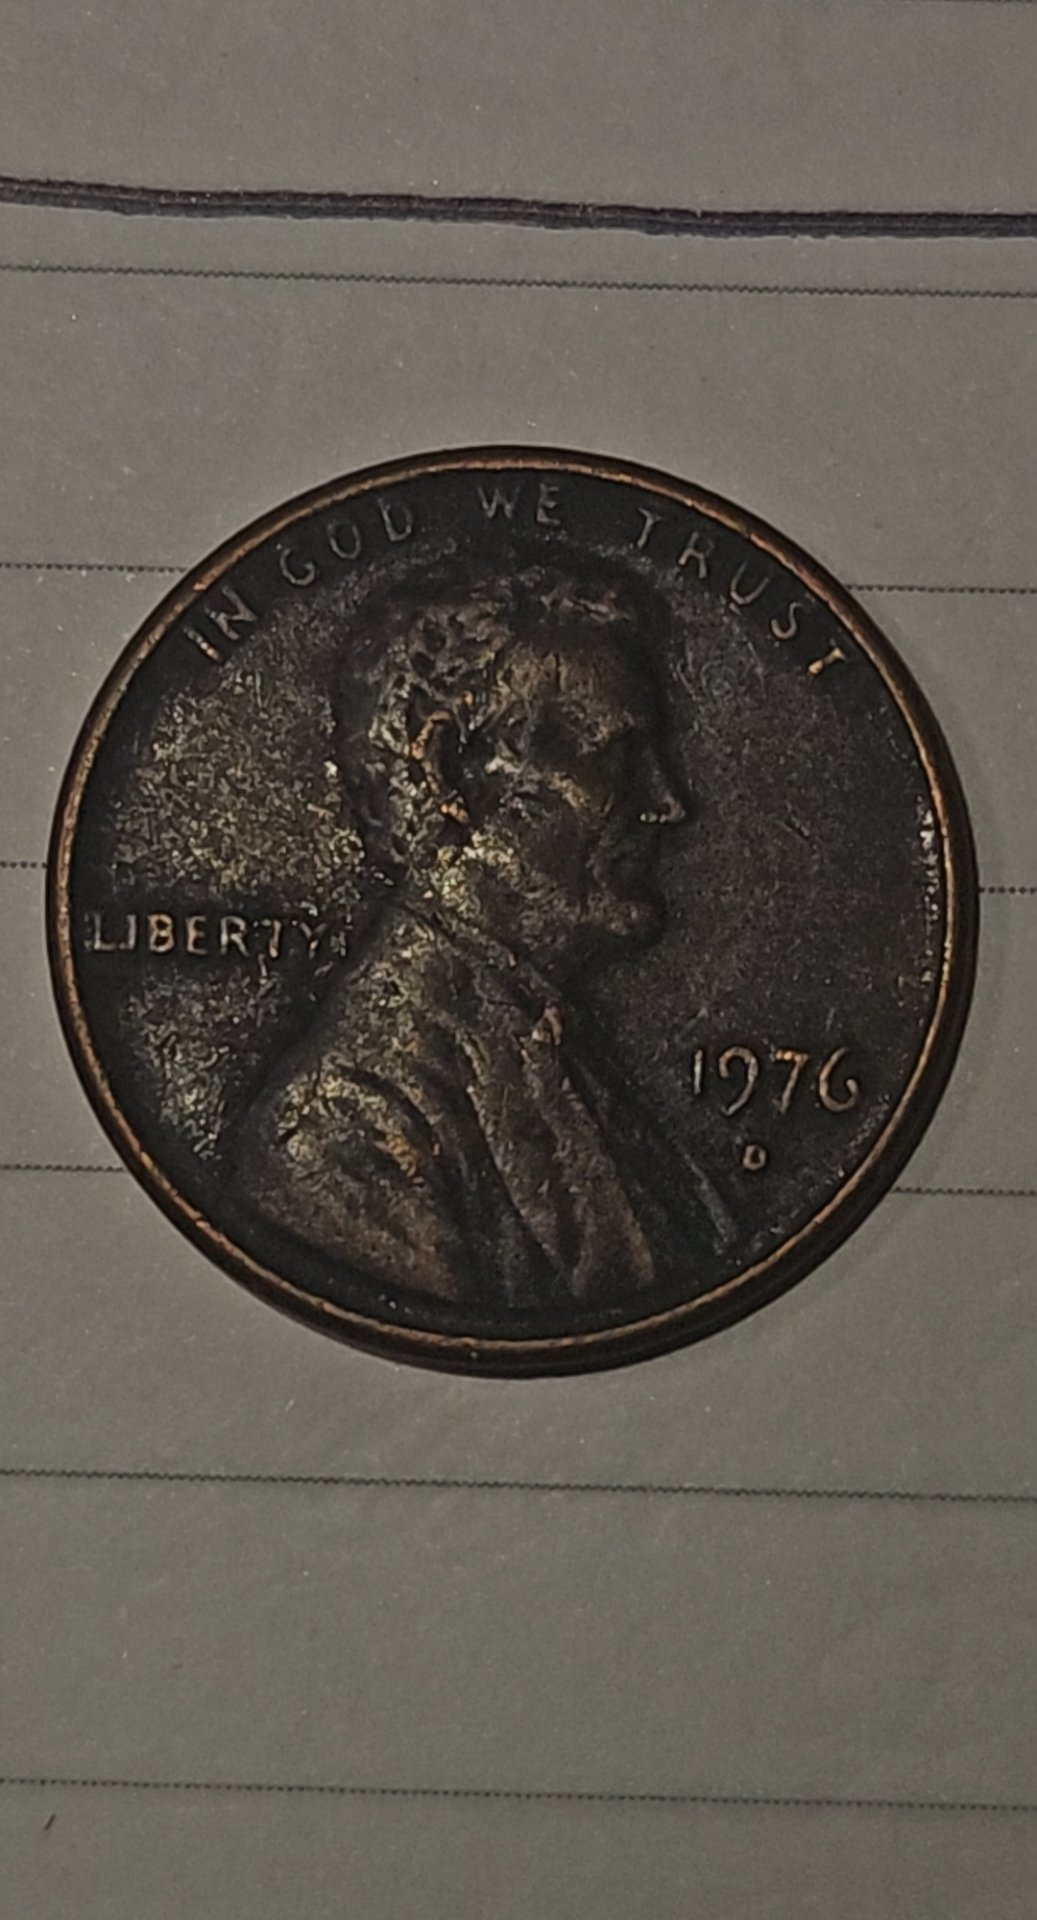 IN GOD WE TRUST
LIBERTY
1976
D